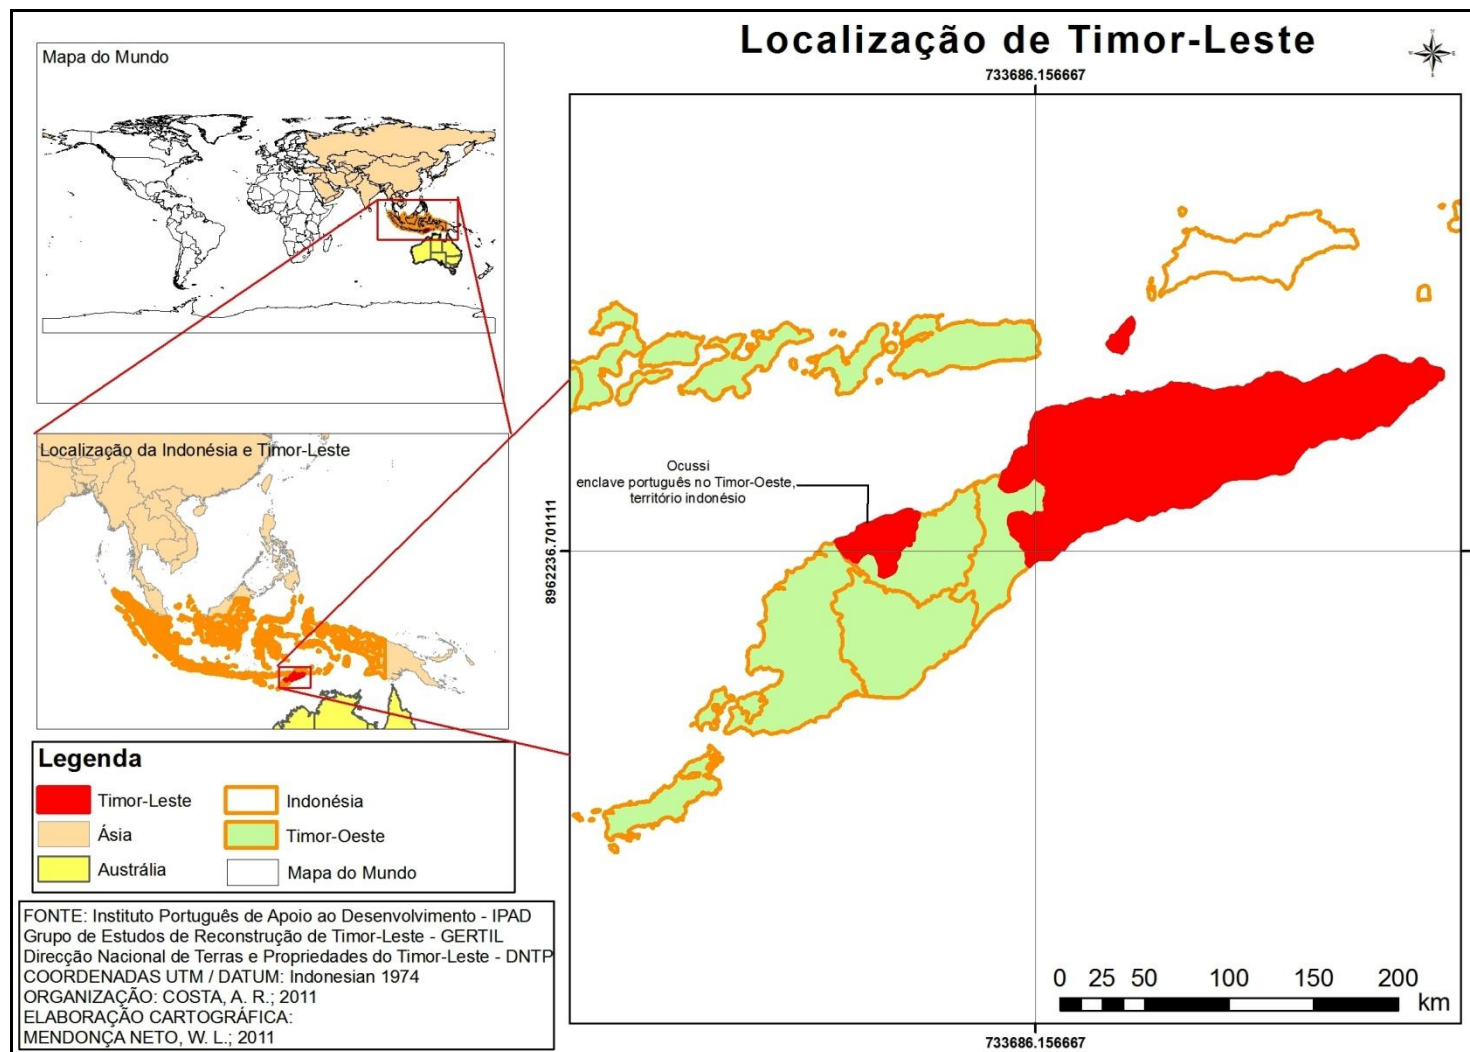 Localização de Timor-Leste
Mapa do Mundo
733686.156667
Localização da Indonésia e Timor-Leste
Ocussi
enclave português no Timor-Oeste,
território indonésio
8962236.701111
Legenda
Timor-Leste
Indonésia
Ásia
Timor-Oeste
Austrália
Mapa do Mundo
FONTE: Instituto Português de Apoio ao Desenvolvimento - IPAD
Grupo de Estudos de Reconstrução de Timor-Leste - GERTIL
Direcção Nacional de Terras e Propriedades do Timor-Leste - DNTP
COORDENADAS UTM / DATUM: Indonesian 1974
ORGANIZAÇÃO: COSTA, A. R.; 2011
ELABORAÇÃO CARTOGRÁFICA:
MENDONÇA NETO, W. L.; 2011
0 25 50 100 150 200
km
733686.156667